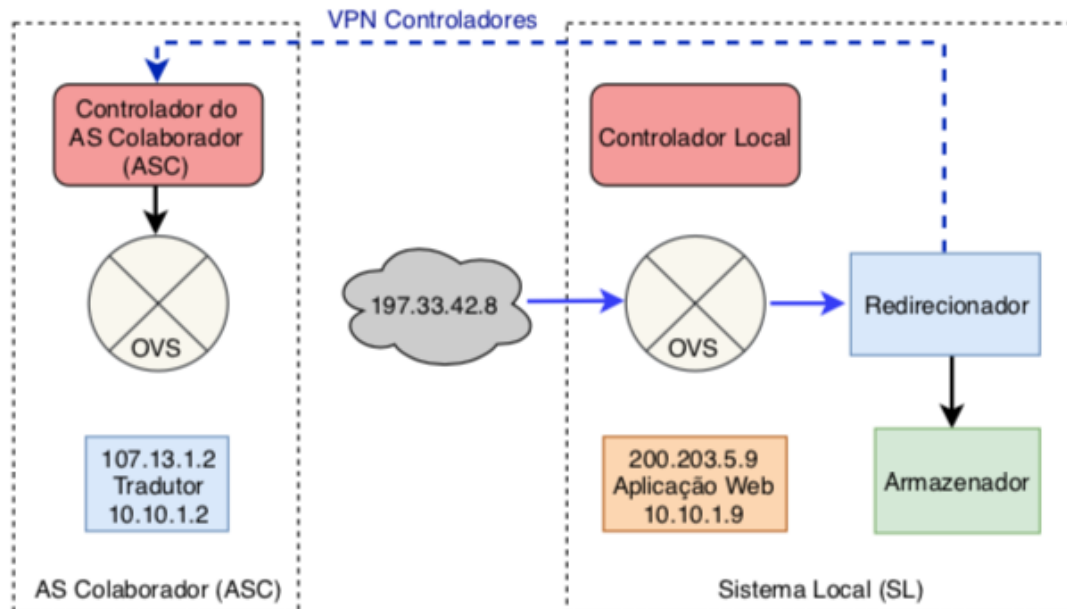 VPN Controladores
Controlador do
AS Colaborador
(ASC)
Controlador Local
OVS
197.33.42.8
OVS
Redirecionador
107.13.1.2
Tradutor
10.10.1.2
200.203.5.9
Aplicação Web
10.10.1.9
Armazenador
AS Colaborador (ASC)
Sistema Local (SL)